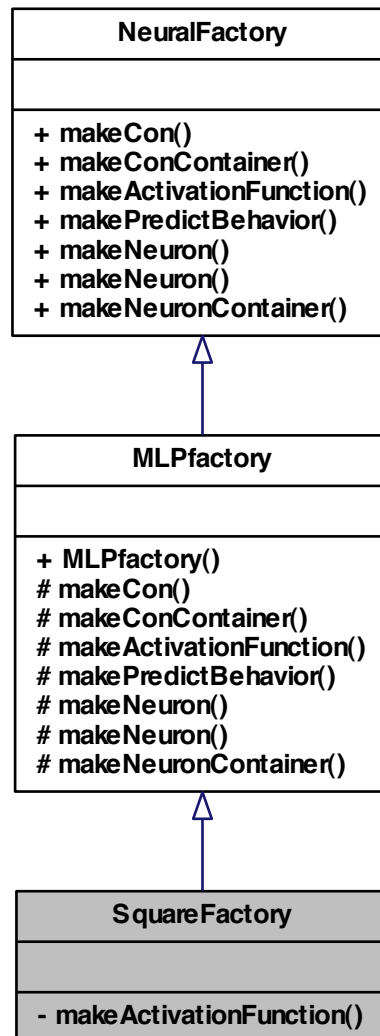 NeuralFactory
+ makeCon()
+ makeConContainer()
+ makeActivationFunction()
+ makePredictBehavior()
+ makeNeuron()
+ makeNeuron()
+ makeNeuronContainer()
MLPfactory
+ MLPfactory()
# makeCon()
# makeConContainer()
# makeActivationFunction()
# makePredictBehavior()
# makeNeuron()
# makeNeuron()
# makeNeuronContainer()
SquareFactory
- makeActivationFunction()